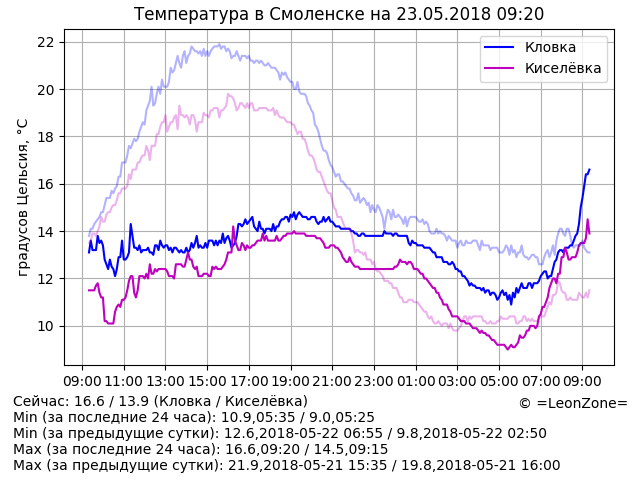 Температура в Смоленске на 23.05.2018 09:20
градусов Цельсия, °C
22
20
18
16
14
12
10
Кловка
Киселёвка
09:00 11:00 13:00 15:00 17:00 19:00 21:00 23:00 01:00 03:00 05:00 07:00 09:00
Сейчас: 16.6 / 13.9 (Кловка / Киселёвка)
© =LeonZone=
Min (за последние 24 часа): 10.9,05:35 / 9.0,05:25
Min (за предыдущие сутки): 12.6,2018-05-22 06:55 / 9.8,2018-05-22 02:50
Max (за последние 24 часа): 16.6,09:20 / 14.5,09:15
Max (за предыдущие сутки): 21.9,2018-05-21 15:35 / 19.8,2018-05-21 16:00